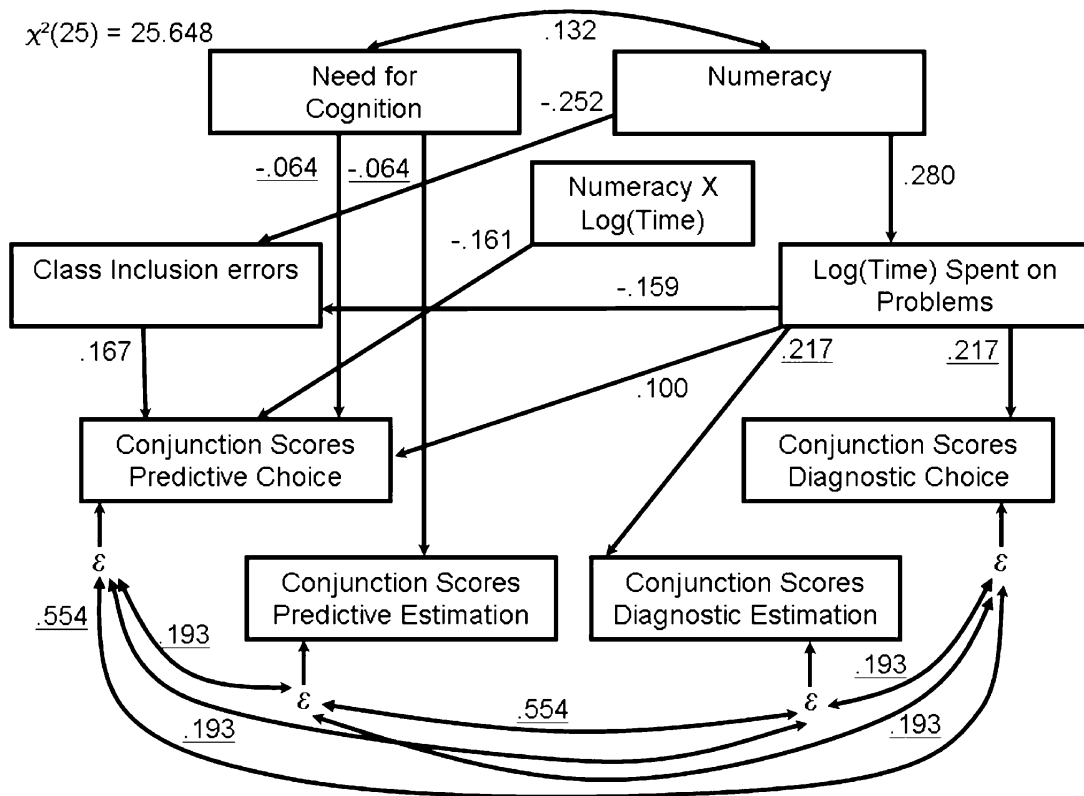 χ²(25) = 25.648
.132
Need for
Cognition
Numeracy
-.252
-.064
-.064
.280
Numeracy X
Log(Time)
-.161
Class Inclusion errors
Log(Time) Spent on
Problems
-.159
.167
.217
.217
.100
Conjunction Scores
Predictive Choice
Conjunction Scores
Diagnostic Choice
ε
ε
Conjunction Scores
Predictive Estimation
Conjunction Scores
Diagnostic Estimation
.554
.193
.193
ε
ε
.554
.193
.193